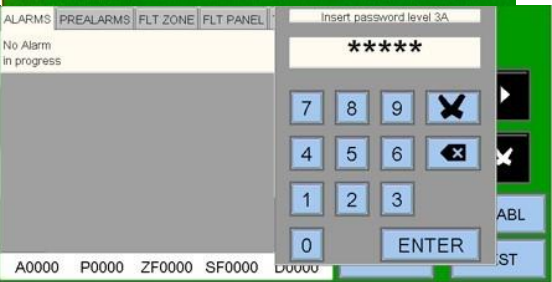 ALARMS PREALARMS FLT ZONE FLT PANEL
No Alarm
in progress
Insert password level 3A
*****
7 8 9
4 5 6
1 2 3
0 ENTER
ABL
ST
A0000 P0000 ZF0000 SF0000 D0000